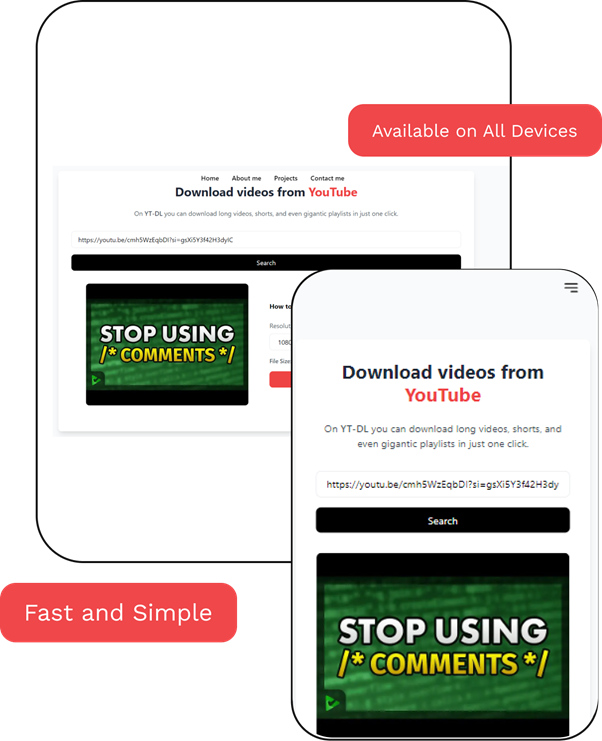 Available on All Devices
Home About me Projects Contact me
Download videos from YouTube
On YT-DL you can download long videos, shorts, and even gigantic playlists in just one click.
https://youtu.be/cmh5WzEqbDI?si=gsXi5Y3f42H3dyIC
Search
STOP USING
/* COMMENTS */
How to
Resolut
1080
File Size
Download videos from
YouTube
On YT-DL you can download long videos, shorts, and
even gigantic playlists in just one click.
https://youtu.be/cmh5WzEqbDI?si=gsXi5Y3f42H3dy
Search
STOP USING
/* COMMENTS */
Fast and Simple